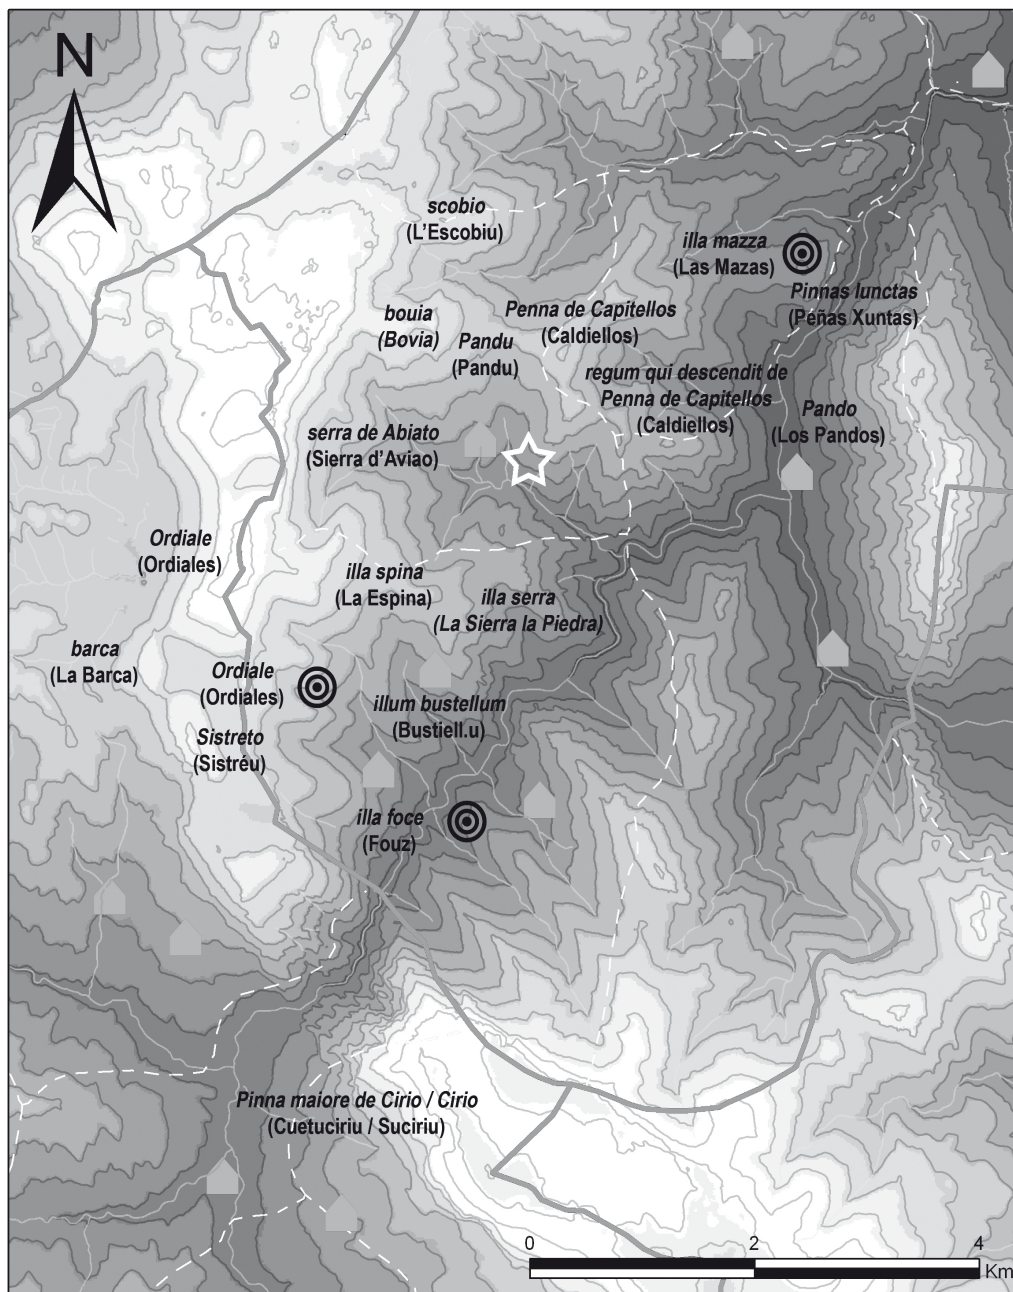 N
scobio
(L'Escobiu)
illa mazza
(Las Mazas)
Pinnas Iunctas
(Péñas Xuntas)
bouia
(Bovia)
Penna de Capitellos
(Caldiellos)
Pandu
(Pandu)
regum qui descendit de
Penna de Capitellos
(Caldiellos)
Pando
(Los Pandos)
serra de Abiato
(Sierra d'Aviao)
Ordiale
(Ordiales)
illa spina
(La Espina)
illa serra
(La Sierra la Piedra)
barca
(La Barca)
Ordiale
(Ordiales)
illum bustellum
(Bustiell.u)
Sistreto
(Sistréu)
illa foce
(Fouz)
Pinna maiore de Cirio / Cirio
(Cuetuciriu / Suciriu)
0 2 4
Km